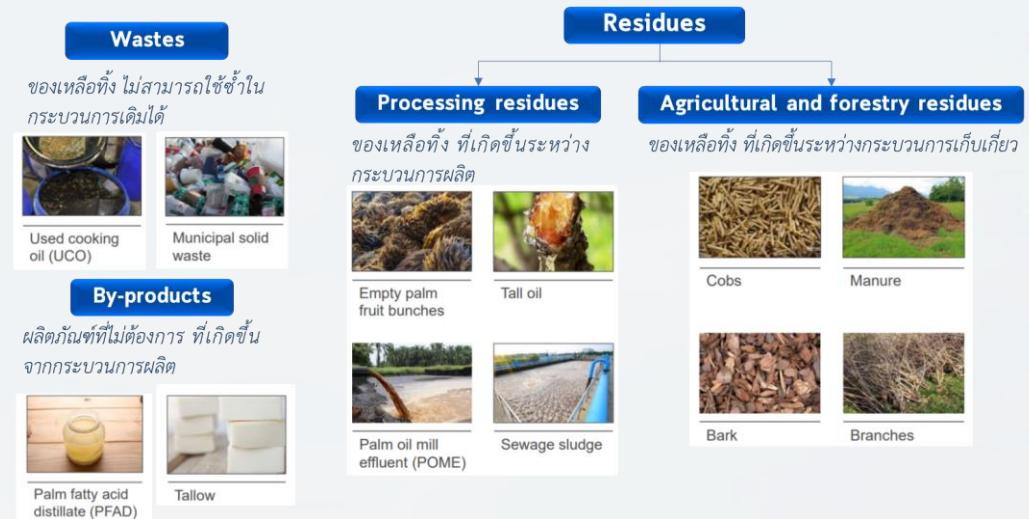 Wastes
ของเหลือทิ้ง ไม่สามารถใช้ซ้ำใน
กระบวนการเดิมได้
Used cooking
oil (UCO)
Municipal solid
waste
By-products
ผลิตภัณฑ์ที่ไม่ต้องการ ที่เกิดขึ้น
จากกระบวนการผลิต
Palm fatty acid
distillate (PFAD)
Tallow
Residues
Processing residues
ของเหลือทิ้ง ที่เกิดขึ้นระหว่าง
กระบวนการผลิต
Empty palm
fruit bunches
Tall oil
Palm oil mill
effluent (POME)
Sewage sludge
Agricultural and forestry residues
ของเหลือทิ้ง ที่เกิดขึ้นระหว่างกระบวนการเก็บเกี่ยว
Cobs
Manure
Bark
Branches